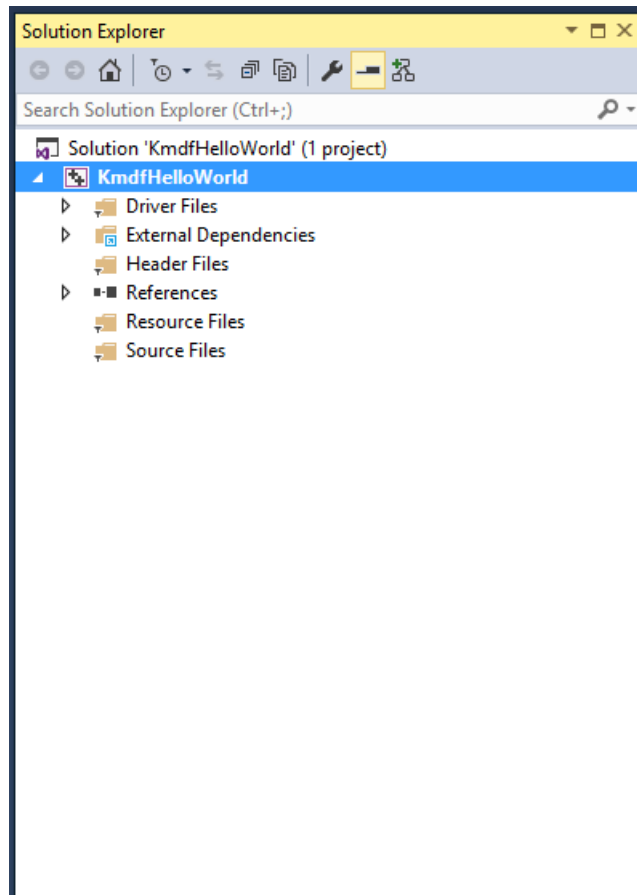 Solution Explorer
Search Solution Explorer (Ctrl+;)
Solution 'KmdfHelloWorld' (1 project)
KmdfHelloWorld
Driver Files
External Dependencies
Header Files
References
Resource Files
Source Files